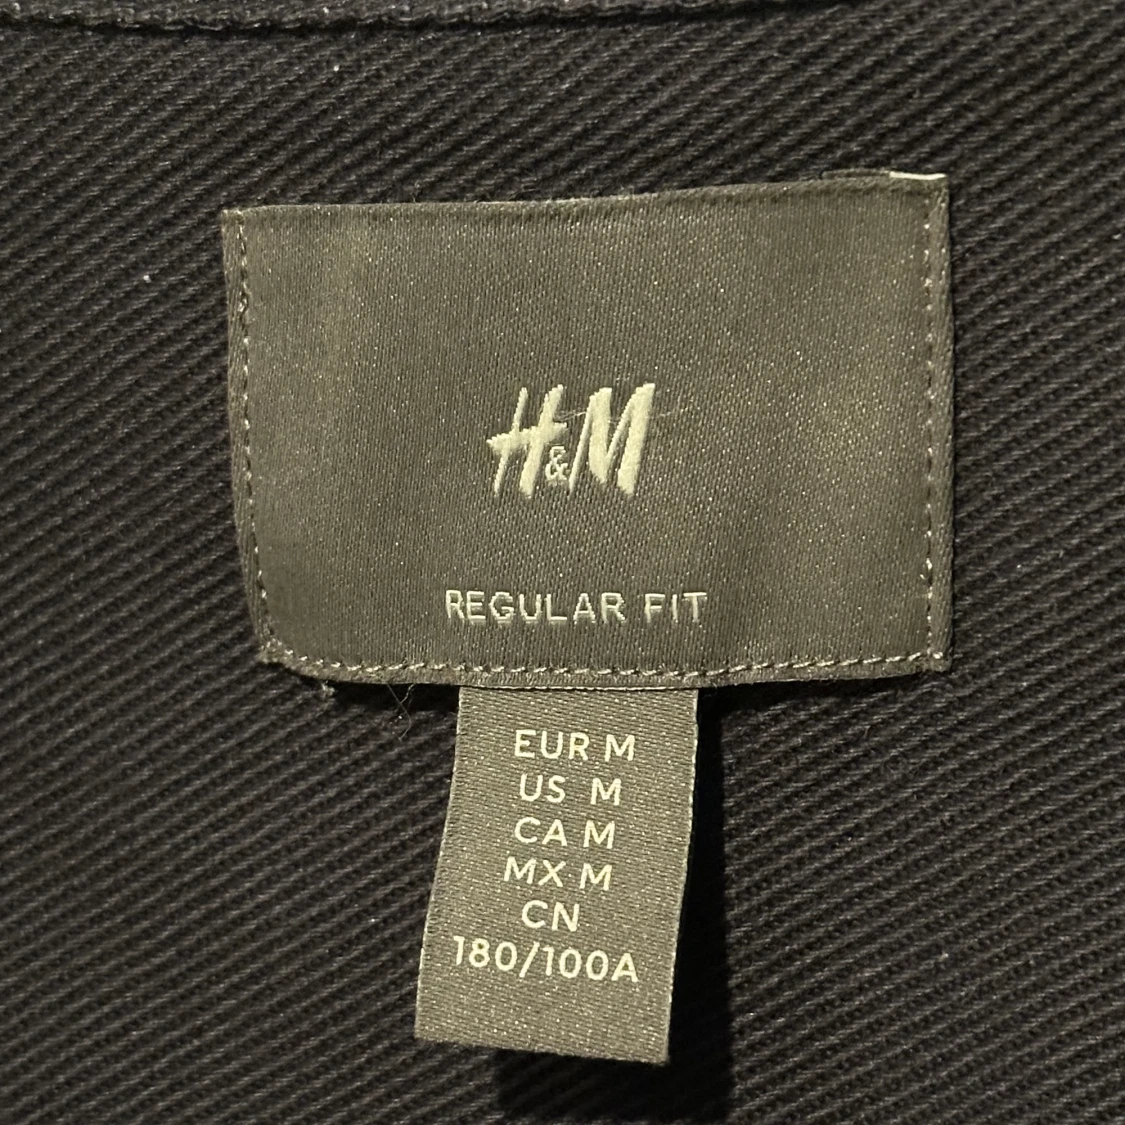 H&M
REGULAR FIT
EUR M
US M
CA M
MX M
CN
180/100A